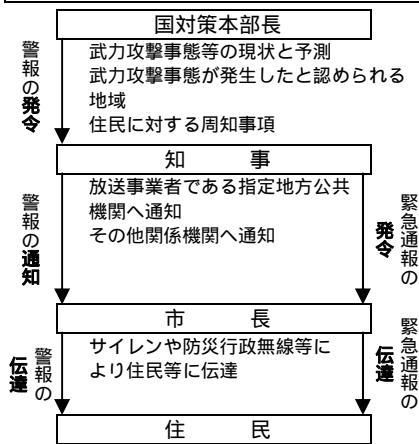 国対策本部長
警報の発令
武力攻撃事態等の現状と予測
武力攻撃事態が発生したと認められる
地域
住民に対する周知事項
知 事
警報の通知
放送事業者である指定地方公共
機関へ通知
その他関係機関へ通知
緊急通報の
発令
市 長
警報の
伝達
サイレンや防災行政無線等に
より住民等に伝達
緊急通報の
伝達
住 民